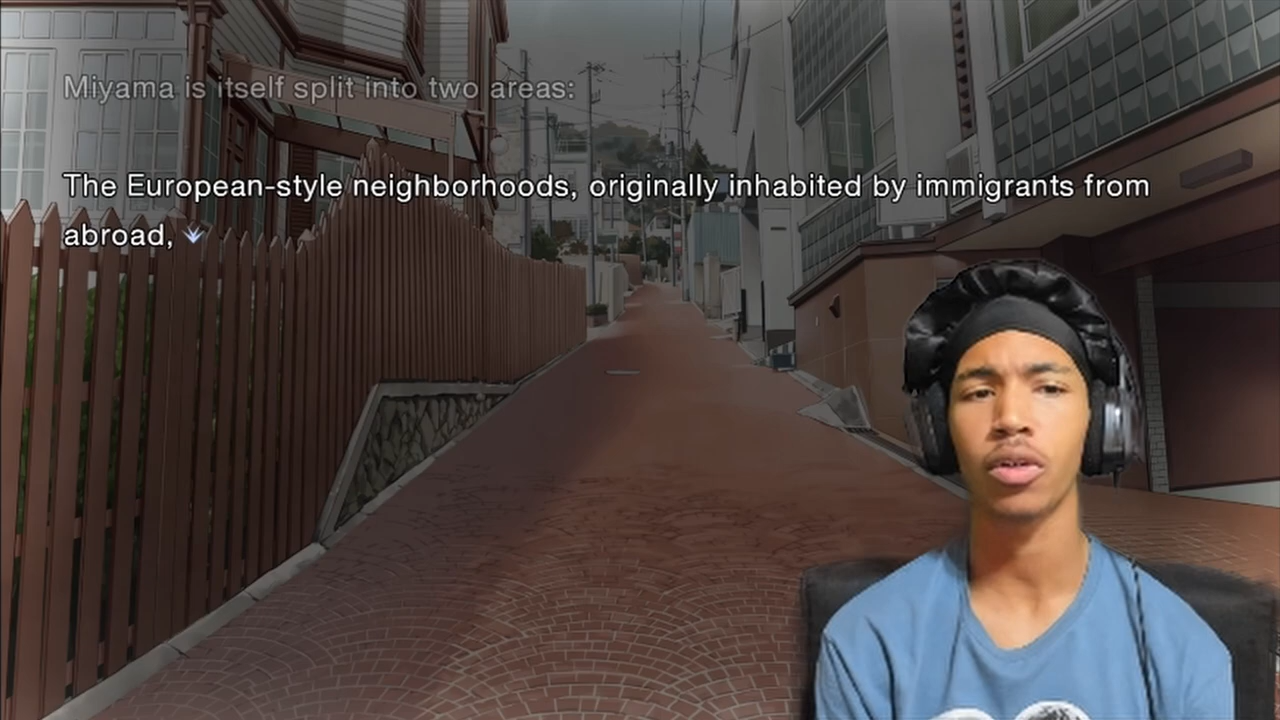 Miyama is itself split into two areas:
The European-style neighborhoods, originally inhabited by immigrants from
abroad,